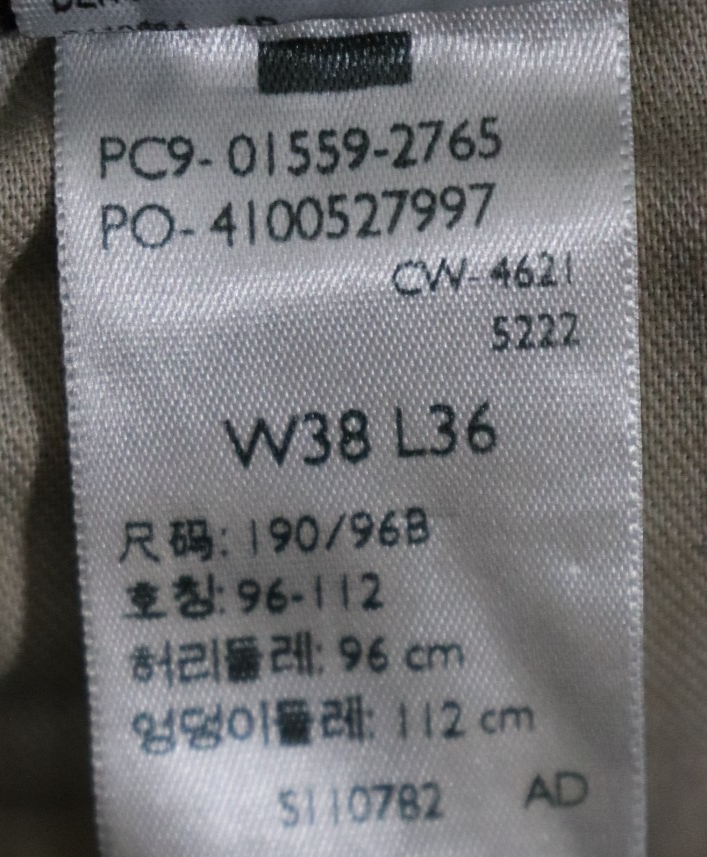 PC9- 01559-2765
PO- 4100527997
CW- 4621
5222
W38 L36
尺码: 190/96B
호칭: 96-112
허리둘레: 96 cm
엉덩이둘레: 112 cm
S110782 AD